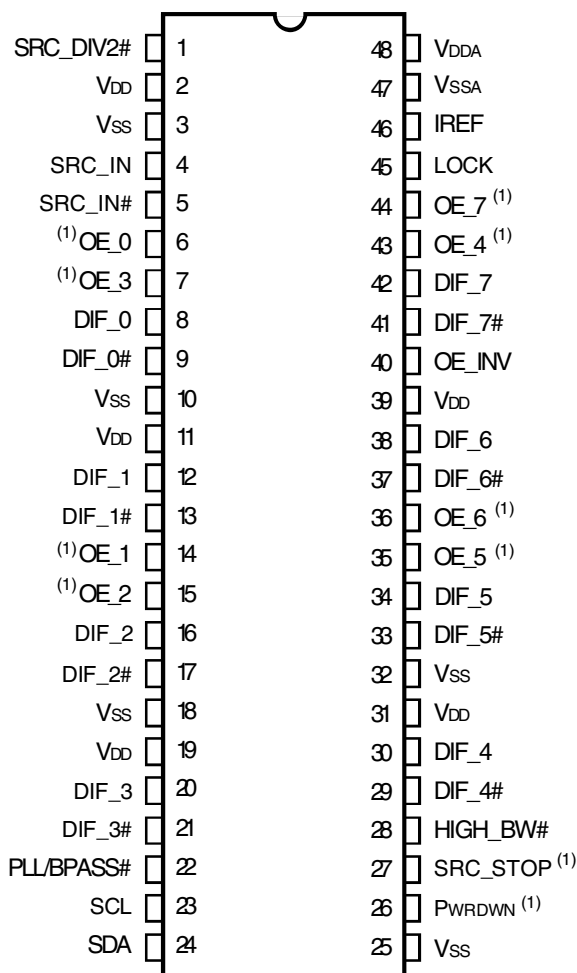 SRC_DIV2# 1 48 VDDA
VDD 2 47 VSSA
VSS 3 46 IREF
SRC_IN 4 45 LOCK
SRC_IN# 5 44 OE_7 (1)
(1) OE_0 6 43 OE_4 (1)
(1) OE_3 7 42 DIF_7
DIF_0 8 41 DIF_7#
DIF_0# 9 40 OE_INV
VSS 10 39 VDD
VDD 11 38 DIF_6
DIF_1 12 37 DIF_6#
DIF_1# 13 36 OE_6 (1)
(1) OE_1 14 35 OE_5 (1)
(1) OE_2 15 34 DIF_5
DIF_2 16 33 DIF_5#
DIF_2# 17 32 VSS
VSS 18 31 VDD
VDD 19 30 DIF_4
DIF_3 20 29 DIF_4#
DIF_3# 21 28 HIGH_BW#
PLL/BPASS# 22 27 SRC_STOP (1)
SCL 23 26 PWRDWN (1)
SDA 24 25 VSS